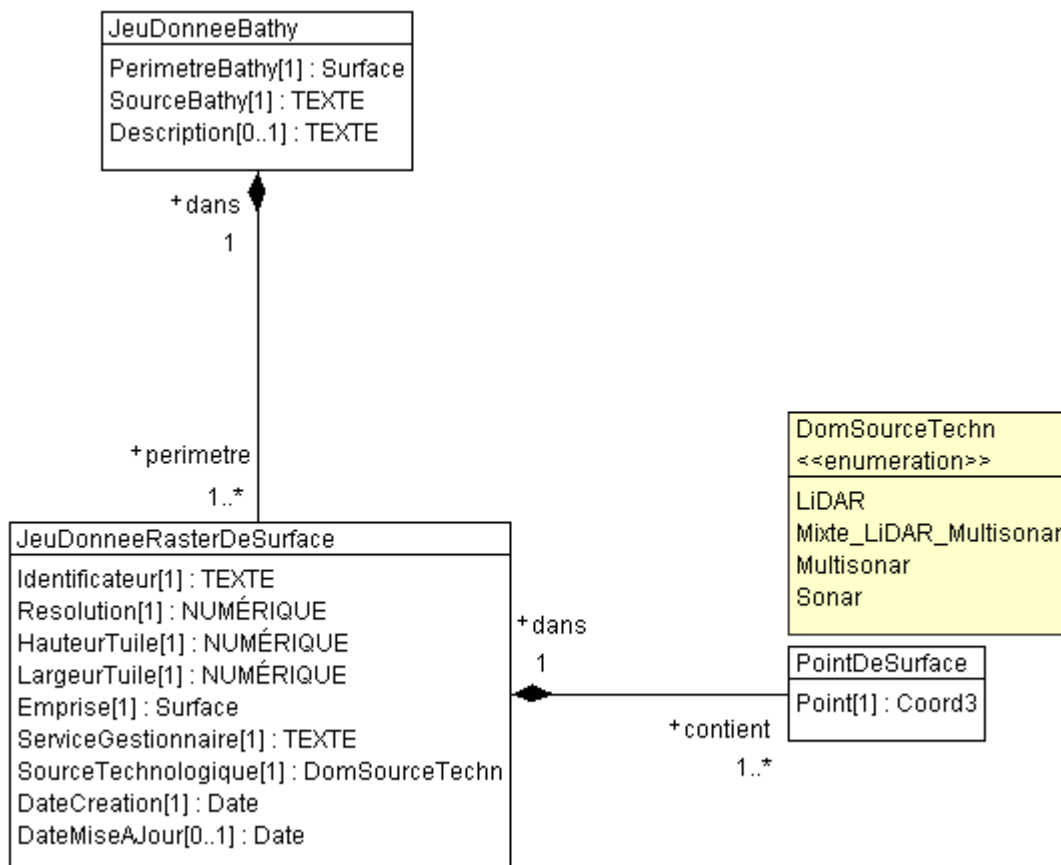 JeuDonneeBathy
PerimetreBathy[1] : Surface
SourceBathy[1] : TEXTE
Description[0..1] : TEXTE
+dans
1
+perimetre
1..*
JeuDonneeRasterDeSurface
Identificateur[1] : TEXTE
Resolution[1] : NUMÉRIQUE
HauteurTuile[1] : NUMÉRIQUE
LargeurTuile[1] : NUMÉRIQUE
Emprise[1] : Surface
ServiceGestionnaire[1] : TEXTE
SourceTechnologique[1] : DomSourceTechn
DateCreation[1] : Date
DateMiseAJour[0..1] : Date
+dans
1
+contient
1..*
DomSourceTechn
<<enumeration>>
LiDAR
Mixte_LiDAR_Multisonar
Multisonar
Sonar
PointDeSurface
Point[1] : Coord3